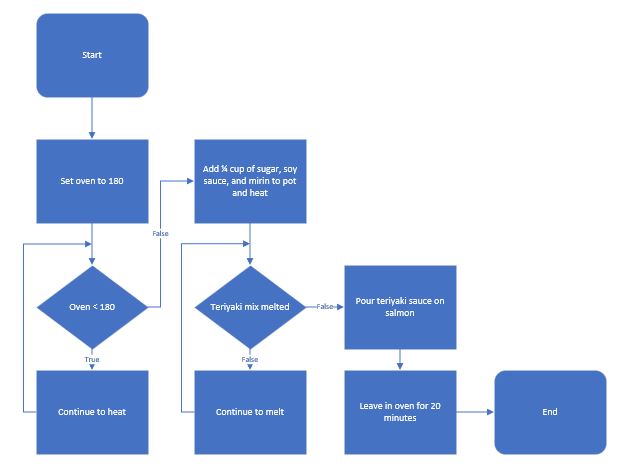 Start
Set oven to 180
Oven < 180
True
Continue to heat
False
Add ¼ cup of sugar, soy
sauce, and mirin to pot
and heat
Teriyaki mix melted
False
Continue to melt
False
Pour teriyaki sauce on
salmon
Leave in oven for 20
minutes
End